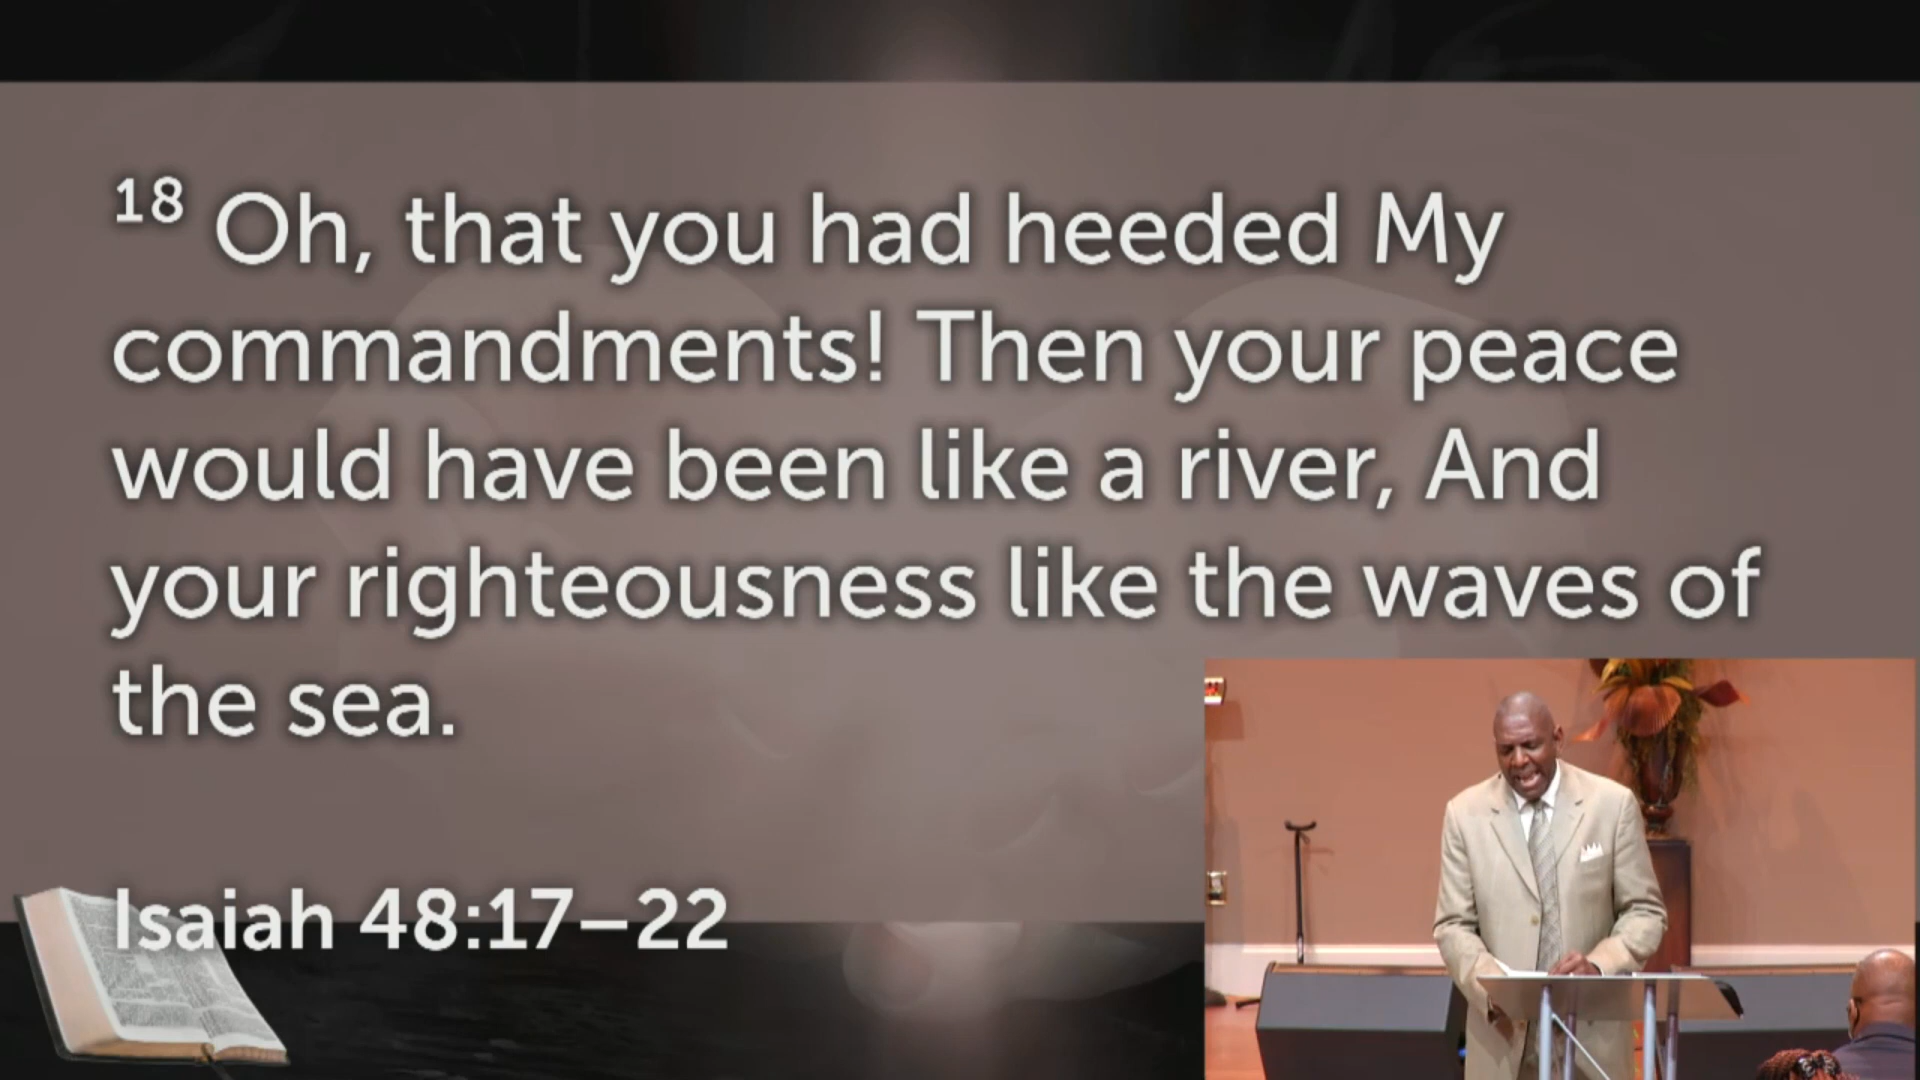 18 Oh, that you had heeded My
commandments! Then your peace
would have been like a river, And
your righteousness like the waves of
the sea.
Isaiah 48:17–22